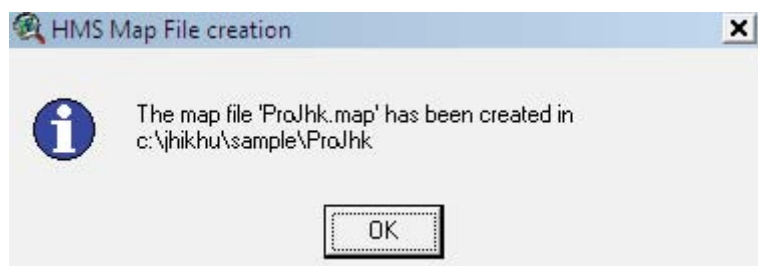 HMS Map File creation
The map file 'ProJhk.map' has been created in
c:\jhikhu\sample\ProJhk
OK